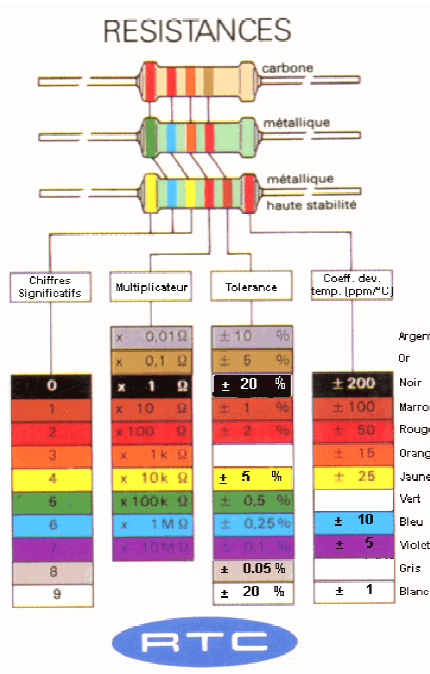 RESISTANCES
carbone
métallique
métallique
haute stabilité
Chiffres
Significatifs
Multiplicateur
Tolerance
Coeff. dev.
temp. (ppm/°C)
x 0,01 Ω ± 10 % Argent
x 0,1 Ω ± 5 % Or
0 x 1 Ω ± 20 % ± 200 Noir
1 x 10 Ω ± 1 % ± 100 Marro
2 x 100 Ω ± 2 % ± 50 Rouge
3 x 1 k Ω ± 15 Orang
4 x 10k Ω ± 5 % ± 25 Jaune
5 x 100k Ω ± 0,5 % Vert
6 x 1 M Ω ± 0,25 % ± 10 Bleu
7 x 10 M Ω ± 0,1 % ± 5 Violet
8 ± 0.05 % Gris
9 ± 20 % ± 1 Blanc
RTC